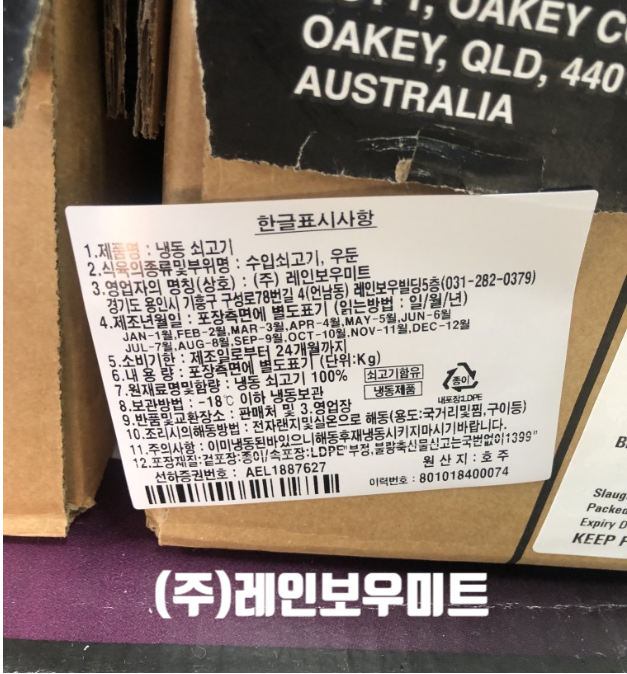 OAKEY
OAKEY, QLD, 440
AUSTRALIA
한글표시사항
1.제품명 : 냉동 쇠고기
2.식육의종류및부위명 : 수입쇠고기, 우둔
3.영업자의 명칭(상호) : (주) 레인보우미트
경기도 용인시 기흥구 구성로78번길 4(언남동) 레인보우빌딩5층(031-282-0379)
4.제조년월일 : 포장측면에 별도표기 (읽는방법 : 일/월/년)
JAN-1월,FEB-2월,MAR-3월,APR-4월,MAY-5월,JUN-6월
JUL-7월,AUG-8월,SEP-9월,OCT-10월,NOV-11월,DEC-12월
5.소비기한 : 제조일로부터 24개월까지
6.내 용 량 : 포장측면에 별도표기 (단위:Kg)
7.원재료명및함량 : 냉동 쇠고기 100% 쇠고기함유
8.보관방법 : -18℃ 이하 냉동보관 냉동제품
종이
내포장:LDPE
9.반품및교환장소 : 판매처 및 3.영업장
10.조리시의해동방법 : 전자랜지및실온으로 해동(용도:국거리및찜,구이등)
11.주의사항 : 이미냉동된바있으니해동후재냉동시키지마시기바랍니다.
12.포장재질:겉포장:종이/속포장:LDPE"부정,불량축산물신고는국번없이1399"
선하증권번호 : AEL1887627 원 산 지 : 호 주
이력번호 : 801018400074
Packed
Expiry D
KEEP
(주)레인보우미트